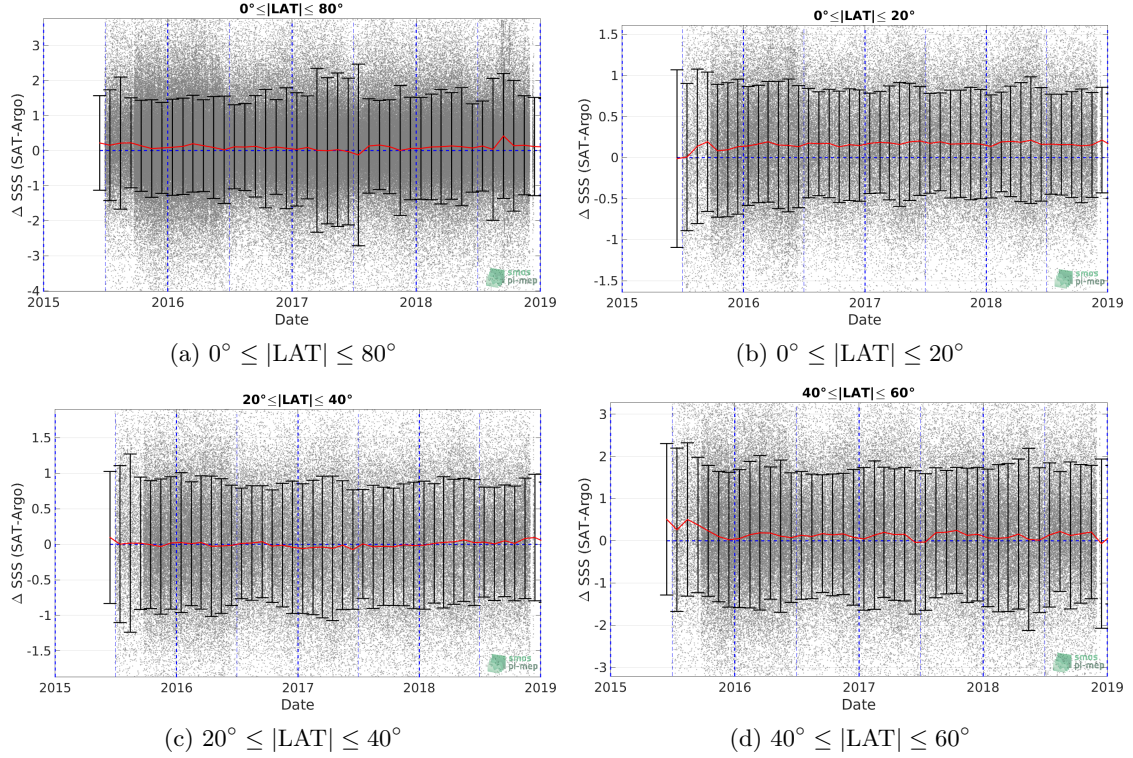 0°≤|LAT|≤ 80°
Δ SSS (SAT-Argo)
3
2
1
0
-1
-2
-3
-4
2015
2016
2017
2018
2019
Date
smos
pi-mep
(a) 0° ≤ |LAT| ≤ 80°
0°≤|LAT|≤ 20°
Δ SSS (SAT-Argo)
1.5
1
0.5
0
-0.5
-1
-1.5
2015
2016
2017
2018
2019
Date
smos
pi-mep
(b) 0° ≤ |LAT| ≤ 20°
20°≤|LAT|≤ 40°
Δ SSS (SAT-Argo)
1.5
1
0.5
0
-0.5
-1
-1.5
2015
2016
2017
2018
2019
Date
smos
pi-mep
(c) 20° ≤ |LAT| ≤ 40°
40°≤|LAT|≤ 60°
Δ SSS (SAT-Argo)
3
2
1
0
-1
-2
-3
2015
2016
2017
2018
2019
Date
smos
pi-mep
(d) 40° ≤ |LAT| ≤ 60°